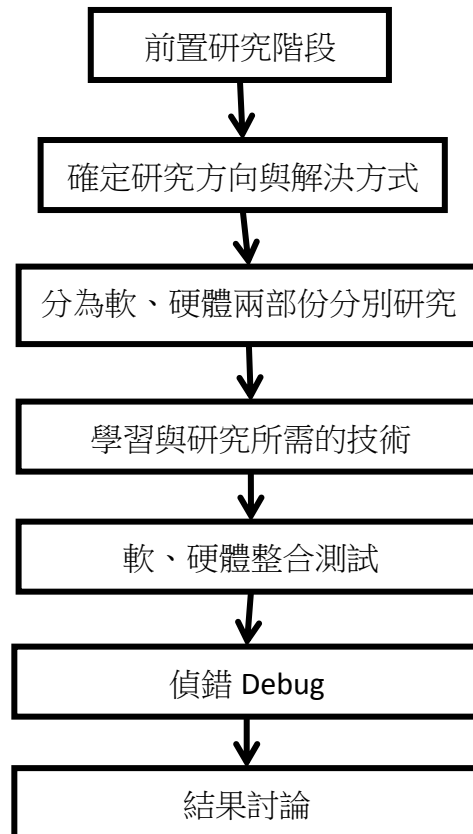 前置研究階段
確定研究方向與解決方式
分為軟、硬體兩部份分別研究
學習與研究所需的技術
軟、硬體整合測試
偵錯 Debug
結果討論